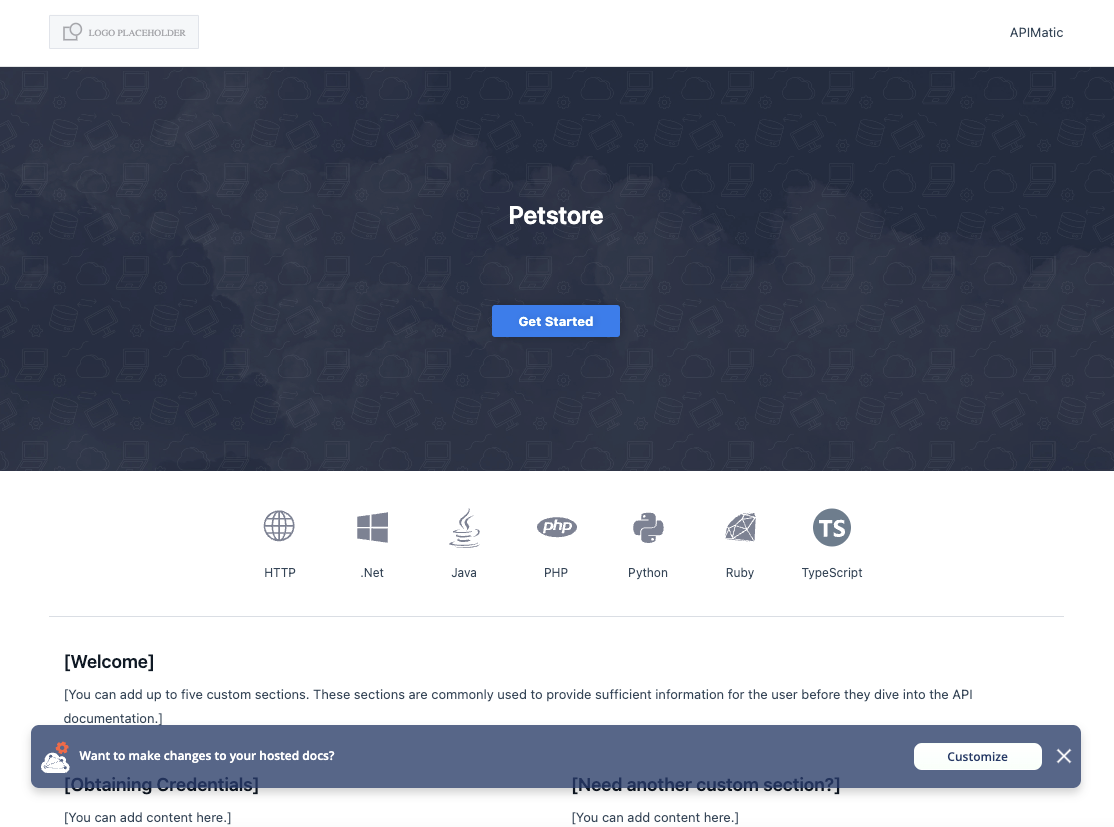 LOGO PLACEHOLDER
APIMatic
Petstore
Get Started
php
TS
HTTP
.Net
Java
PHP
Python
Ruby
TypeScript
[Welcome]
[You can add up to five custom sections. These sections are commonly used to provide sufficient information for the user before they dive into the API
documentation.]
Want to make changes to your hosted docs?
Customize
[Obtaining Credentials]
[Need another custom section?]
[You can add content here.]
[You can add content here.]